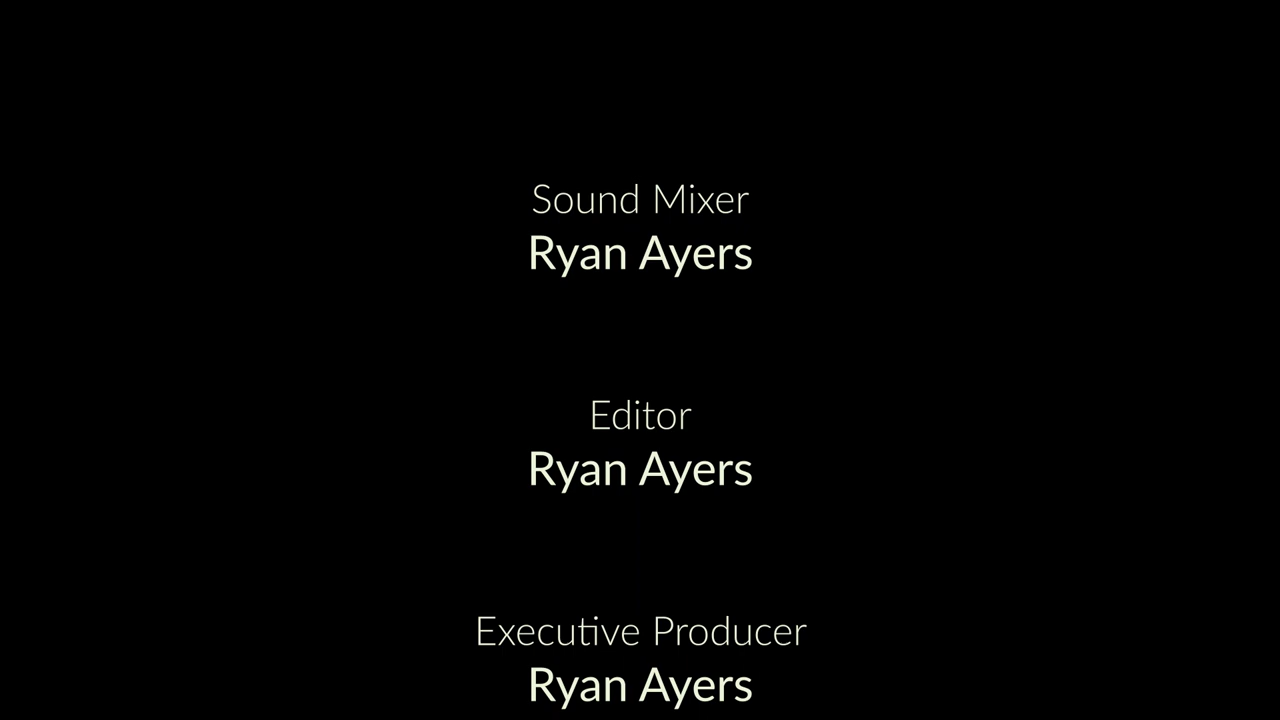 Sound Mixer
Ryan Ayers
Editor
Ryan Ayers
Executive Producer
Ryan Ayers